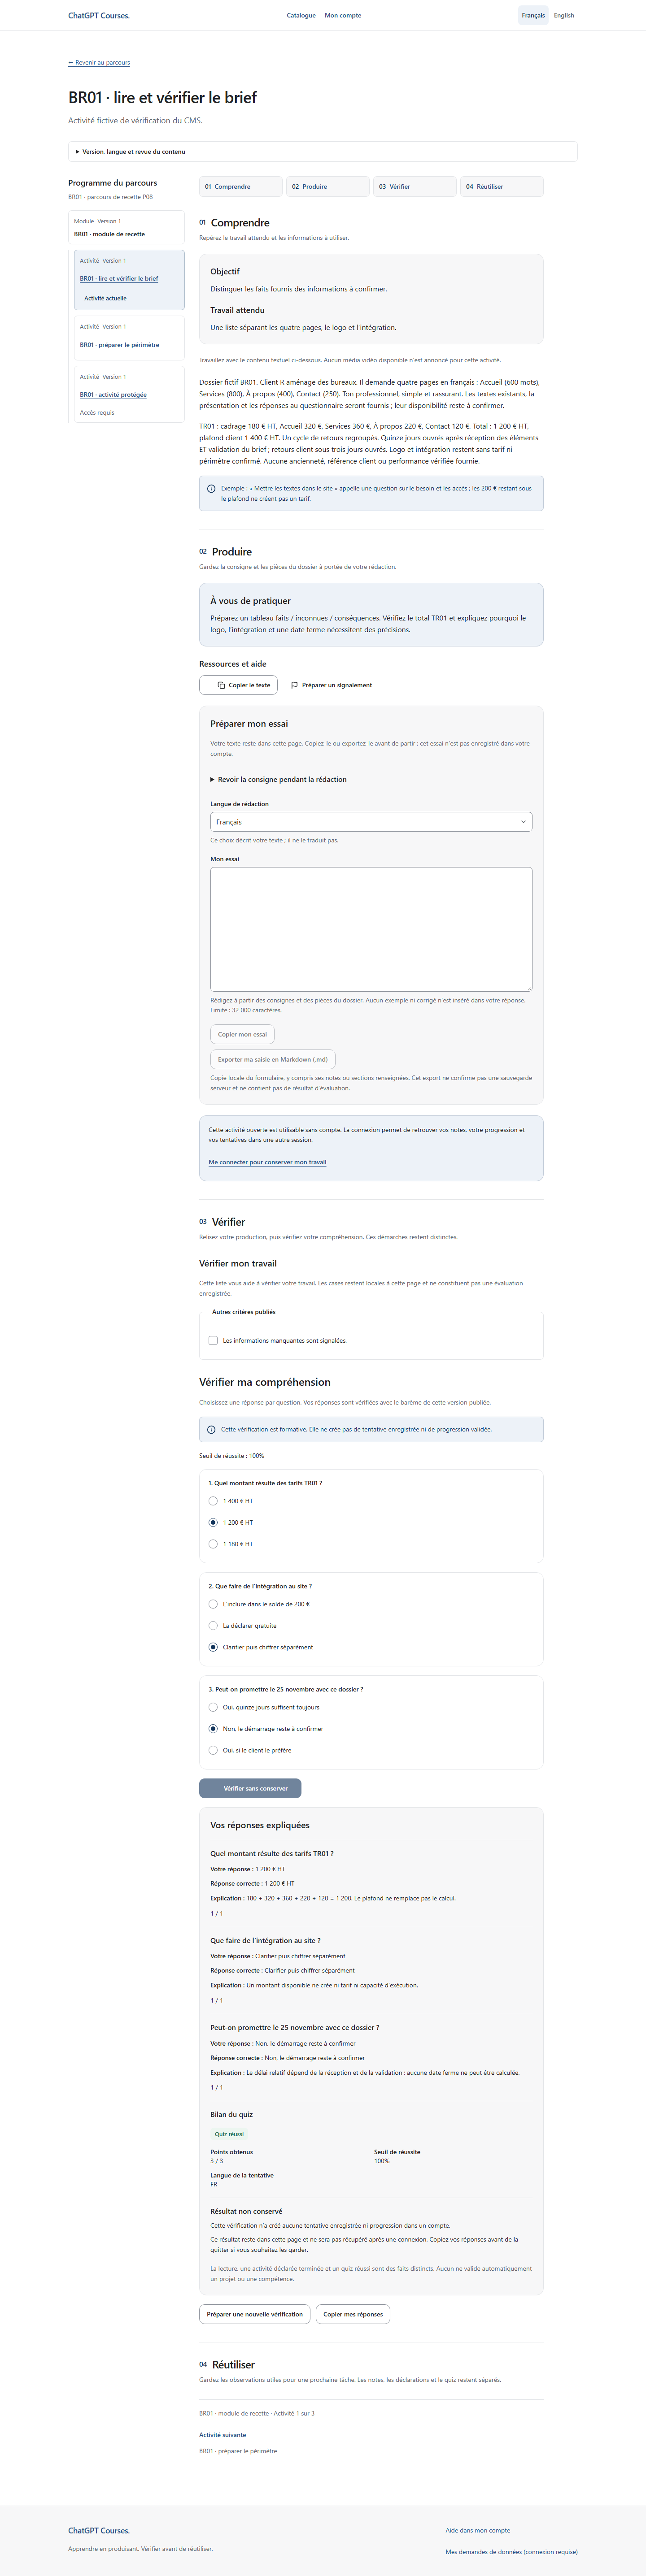 ChatGPT Courses.
Catalogue Mon compte
Français English
← Revenir au parcours
BR01 · lire et vérifier le brief
Activité fictive de vérification du CMS.
Version, langue et revue du contenu
Programme du parcours
BR01 · parcours de recette P08
Module Version 1
BR01 · module de recette
Activité Version 1
BR01 · lire et vérifier le brief
Activité actuelle
Activité Version 1
BR01 · préparer le périmètre
Activité Version 1
BR01 · activité protégée
Accès requis
01 Comprendre
02 Produire
03 Vérifier
04 Réutiliser
01 Comprendre
Repérez le travail attendu et les informations à utiliser.
Objectif
Distinguer les faits fournis des informations à confirmer.
Travail attendu
Une liste séparant les quatre pages, le logo et l'intégration.
Travaillez avec le contenu textuel ci-dessous. Aucun média vidéo disponible n'est annoncé pour cette activité.
Dossier fictif BR01. Client R aménage des bureaux. Il demande quatre pages en français : Accueil (600 mots),
Services (800), À propos (400), Contact (250). Ton professionnel, simple et rassurant. Les textes existants, la
présentation et les réponses au questionnaire seront fournis ; leur disponibilité reste à confirmer.
TR01 : cadrage 180 € HT, Accueil 320 €, Services 360 €, À propos 220 €, Contact 120 €. Total : 1 200 € HT,
plafond client 1 400 € HT. Un cycle de retours regroupés. Quinze jours ouvrés après réception des éléments
ET validation du brief ; retours client sous trois jours ouvrés. Logo et intégration restent sans tarif ni
périmètre confirmé. Aucune ancienneté, référence client ou performance vérifiée fournie.
Exemple : « Mettre les textes dans le site » appelle une question sur le besoin et les accès ; les 200 € restant sous
le plafond ne créent pas un tarif.
02 Produire
Gardez la consigne et les pièces du dossier à portée de votre rédaction.
À vous de pratiquer
Préparez un tableau faits / inconnues / conséquences. Vérifiez le total TR01 et expliquez pourquoi le
logo, l'intégration et une date ferme nécessitent des précisions.
Ressources et aide
Copier le texte
Préparer un signalement
Préparer mon essai
Votre texte reste dans cette page. Copiez-le ou exportez-le avant de partir ; cet essai n'est pas enregistré dans votre
compte.
Revoir la consigne pendant la rédaction
Langue de rédaction
Français
Ce choix décrit votre texte ; il ne le traduit pas.
Mon essai
Rédigez à partir des consignes et des pièces du dossier. Aucun exemple ni corrigé n'est inséré dans votre réponse.
Limite : 32 000 caractères.
Copier mon essai
Exporter ma saisie en Markdown (.md)
Copie locale du formulaire, y compris ses notes ou sections renseignées. Cet export ne confirme pas une sauvegarde
serveur et ne contient pas de résultat d'évaluation.
Cette activité ouverte est utilisable sans compte. La connexion permet de retrouver vos notes, votre progression et
vos tentatives dans une autre session.
Me connecter pour conserver mon travail
03 Vérifier
Relisez votre production, puis vérifiez votre compréhension. Ces démarches restent distinctes.
Vérifier mon travail
Cette liste vous aide à vérifier votre travail. Les cases restent locales à cette page et ne constituent pas une évaluation
enregistrée.
Autres critères publiés
Les informations manquantes sont signalées.
Vérifier ma compréhension
Choisissez une réponse par question. Vos réponses sont vérifiées avec le barème de cette version publiée.
Cette vérification est formative. Elle ne crée pas de tentative enregistrée ni de progression validée.
Seuil de réussite : 100%
1. Quel montant résulte des tarifs TR01 ?
1 400 € HT
1 200 € HT
1 180 € HT
2. Que faire de l'intégration au site ?
L'inclure dans le solde de 200 €
La déclarer gratuite
Clarifier puis chiffrer séparément
3. Peut-on promettre le 25 novembre avec ce dossier ?
Oui, quinze jours suffisent toujours
Non, le démarrage reste à confirmer
Oui, si le client le préfère
Vérifier sans conserver
Vos réponses expliquées
Quel montant résulte des tarifs TR01 ?
Votre réponse : 1 200 € HT
Réponse correcte : 1 200 € HT
Explication : 180 + 320 + 360 + 220 + 120 = 1 200. Le plafond ne remplace pas le calcul.
1 / 1
Que faire de l'intégration au site ?
Votre réponse : Clarifier puis chiffrer séparément
Réponse correcte : Clarifier puis chiffrer séparément
Explication : Un montant disponible ne crée ni tarif ni capacité d'exécution.
1 / 1
Peut-on promettre le 25 novembre avec ce dossier ?
Votre réponse : Non, le démarrage reste à confirmer
Réponse correcte : Non, le démarrage reste à confirmer
Explication : Le délai relatif dépend de la réception et de la validation ; aucune date ferme ne peut être calculée.
1 / 1
Bilan du quiz
Quiz réussi
Points obtenus
3 / 3
Seuil de réussite
100%
Langue de la tentative
FR
Résultat non conservé
Cette vérification n'a créé aucune tentative enregistrée ni progression dans un compte.
Ce résultat reste dans cette page et ne sera pas récupéré après une connexion. Copiez vos réponses avant de la
quitter si vous souhaitez les garder.
La lecture, une activité déclarée terminée et un quiz réussi sont des faits distincts. Aucun ne valide automatiquement
un projet ou une compétence.
Préparer une nouvelle vérification
Copier mes réponses
04 Réutiliser
Gardez les observations utiles pour une prochaine tâche. Les notes, les déclarations et le quiz restent séparés.
BR01 · module de recette · Activité 1 sur 3
Activité suivante
BR01 · préparer le périmètre
ChatGPT Courses.
Apprendre en produisant. Vérifier avant de réutiliser.
Aide dans mon compte
Mes demandes de données (connexion requise)